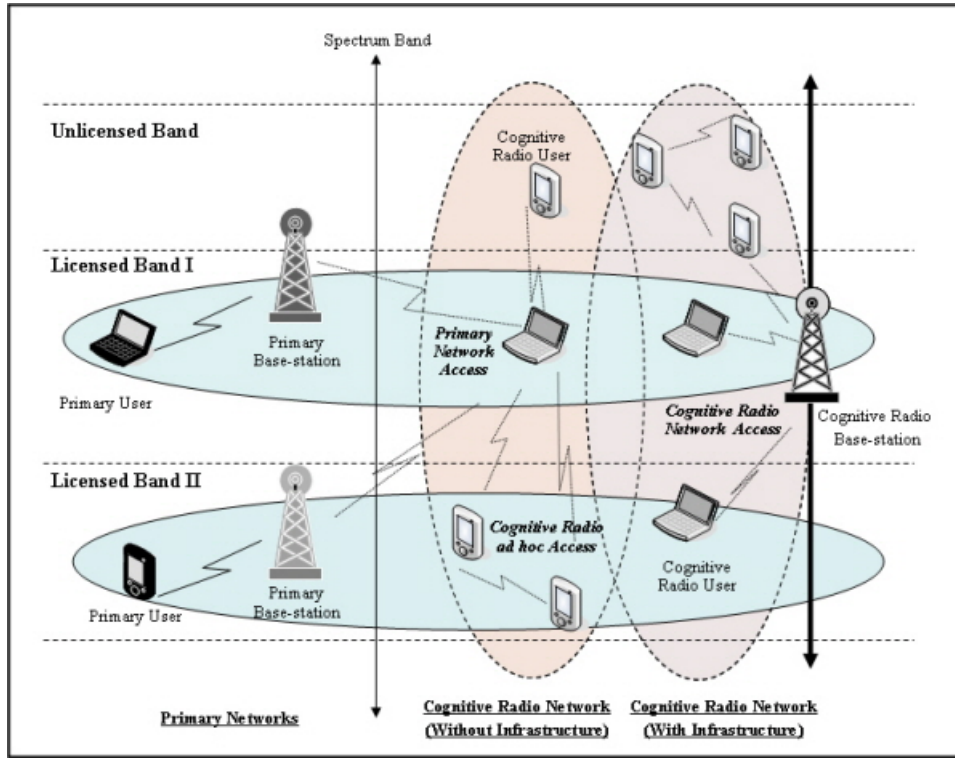 Spectrum Band
Unlicensed Band
Cognitive
Radio User
Licensed Band I
Primary
Base-station
Primary User
Primary
Network
Access
Cognitive Radio
Network Access
Cognitive Radio
Base-station
Licensed Band II
Cognitive Radio
ad hoc Access
Cognitive
Radio User
Primary
Base-station
Primary User
Primary Networks
Cognitive Radio Network
(Without Infrastructure)
Cognitive Radio Network
(With Infrastructure)